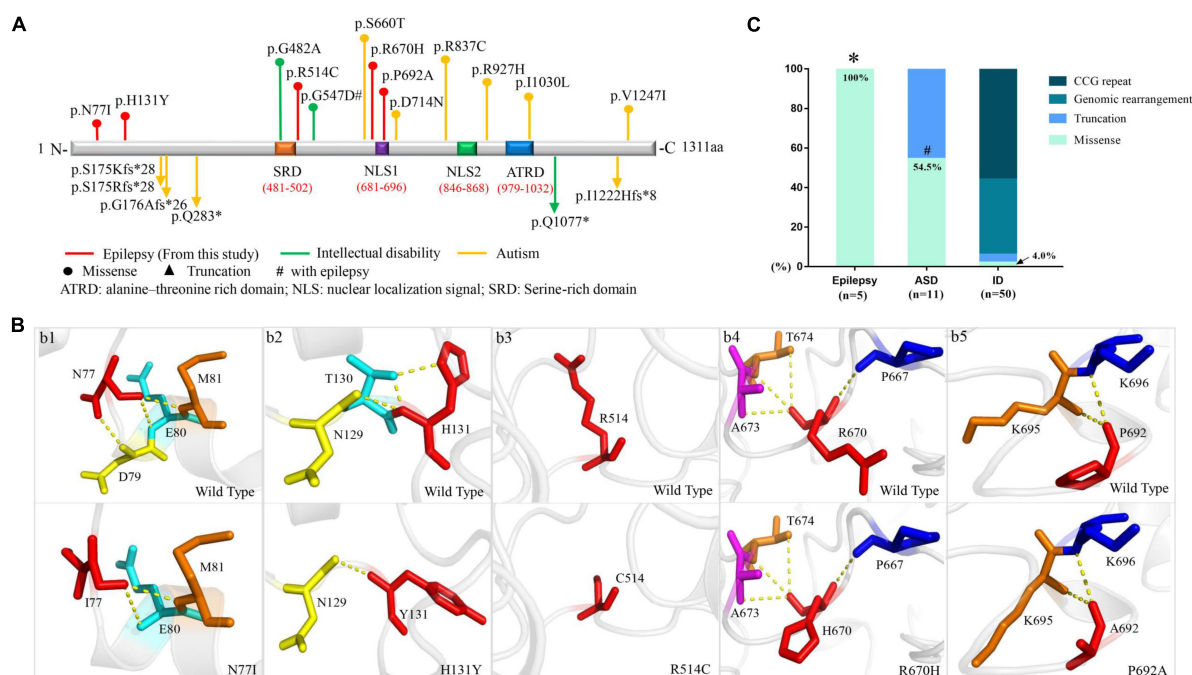 A
p.S660T
p.G482A
p.R670H
p.R837C
p.R514C
p.P692A
p.R927H
p.H131Y
p.G547D#
p.D714N
p.I1030L
p.V1247I
p.N77I
1 N-
-C 1311aa
p.S175Kfs*28
p.S175Rfs*28
p.G176Afs*26
p.Q283*
SRD
(481-502)
NLS1
(681-696)
NLS2
(846-868)
ATRD
(979-1032)
p.Q1077*
p.I1222Hfs*8
Epilepsy (From this study)
Intellectual disability
Autism
Missense
Truncation
# with epilepsy
ATRD: alanine–threonine rich domain; NLS: nuclear localization signal; SRD: Serine-rich domain
C
100
80
60
40
20
0
(%)
*
100%
#
54.5%
4.0%
Epilepsy
(n=5)
ASD
(n=11)
ID
(n=50)
CCG repeat
Genomic rearrangement
Truncation
Missense
B
b1
N77
M81
E80
D79
Wild Type
b2
T130
N129
H131
Wild Type
b3
R514
Wild Type
b4
T674
P667
A673
R670
Wild Type
b5
K696
K695
P692
Wild Type
M81
I77
E80
N77I
N129
Y131
H131Y
C514
R514C
T674
P667
A673
H670
R670H
K696
K695
A692
P692A